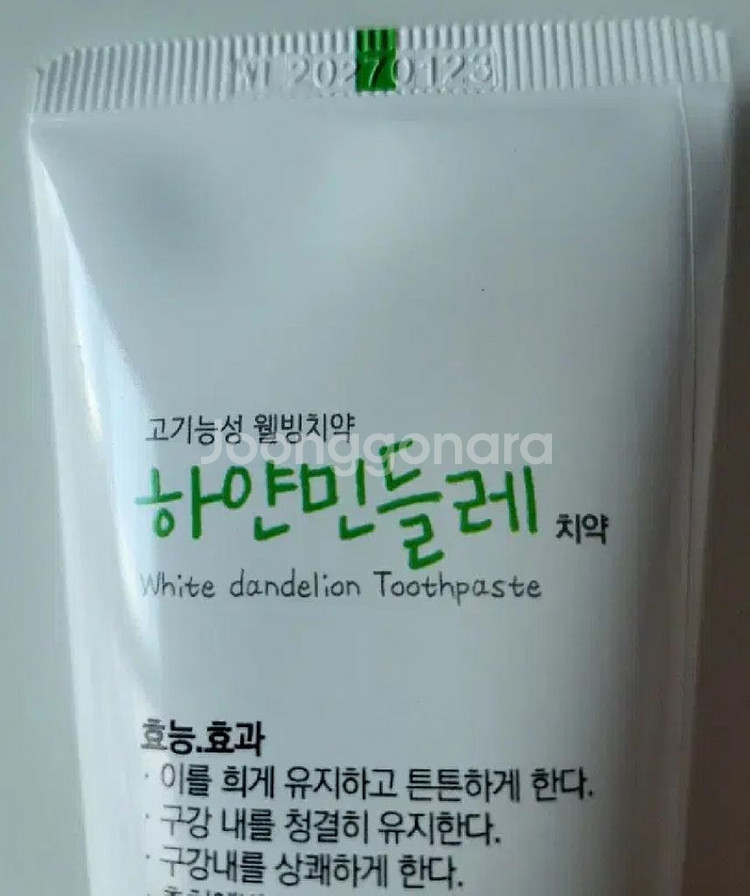 20270123
고기능성 웰빙치약
Joonggonara
하얀민들레 치약
White dandelion Toothpaste
효능.효과
· 이를 희게 유지하고 튼튼하게 한다.
· 구강 내를 청결히 유지한다.
· 구강내를 상쾌하게 한다.